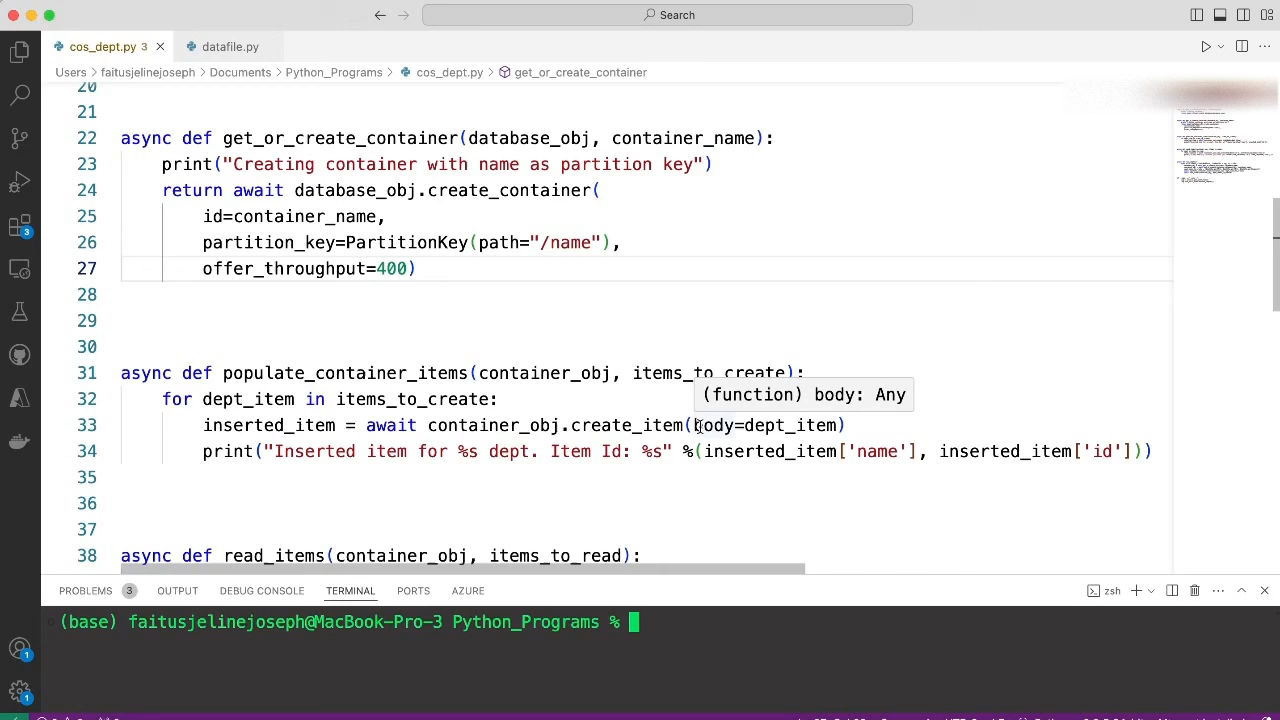 Search
cos_dept.py 3
datafile.py
Users > faitusjelinejoseph > Documents > Python_Programs > cos_dept.py > get_or_create_container
20
21
22 async def get_or_create_container(database_obj, container_name):
23 print("Creating container with name as partition key")
24 return await database_obj.create_container(
25 id=container_name,
26 partition_key=PartitionKey(path="/name"),
27 offer_throughput=400)
28
29
30
31 async def populate_container_items(container_obj, items_to_create):
(function) body: Any
32 for dept_item in items_to_create:
33 inserted_item = await container_obj.create_item(body=dept_item)
34 print("Inserted item for %s dept. Item Id: %s" %(inserted_item['name'], inserted_item['id']))
35
36
37
38 async def read_items(container_obj, items_to_read):
PROBLEMS 3 OUTPUT DEBUG CONSOLE TERMINAL PORTS AZURE
zsh
(base) faitusjelinejoseph@MacBook-Pro-3 Python_Programs %
3
1
1